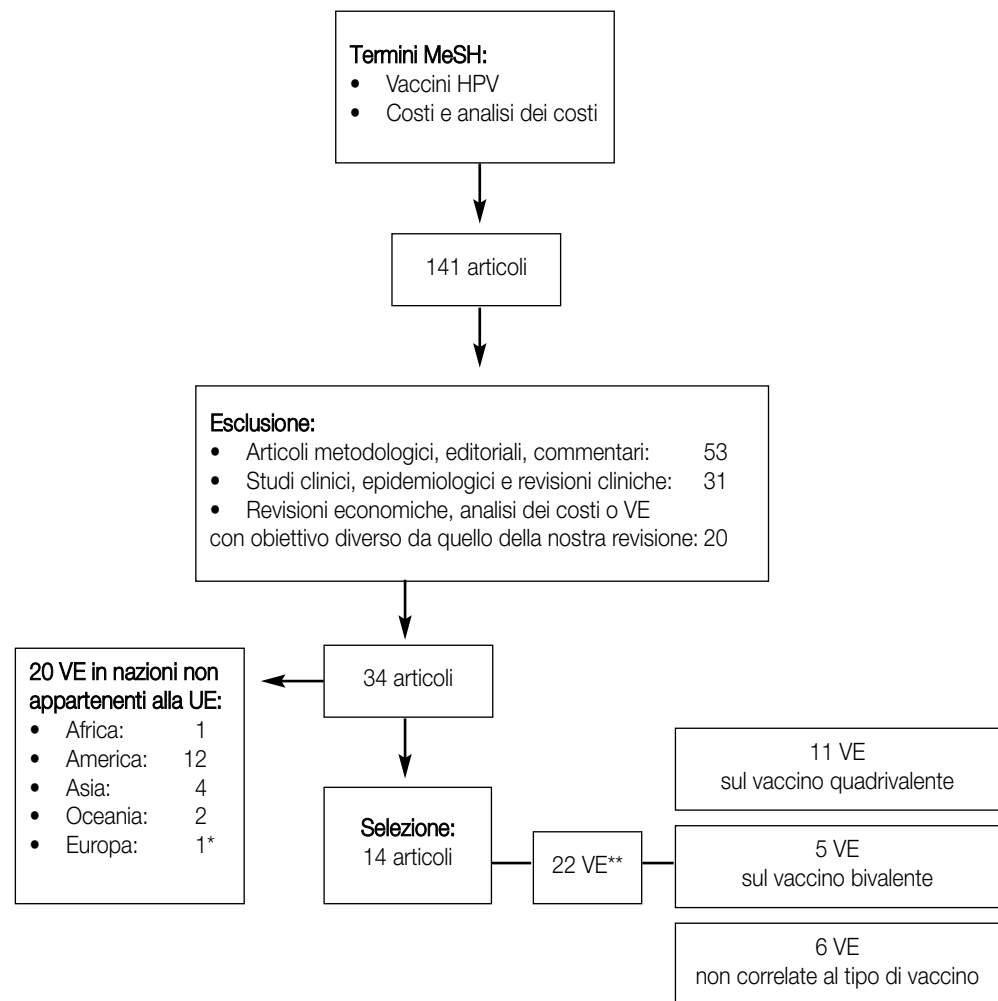 Termini MeSH:
• Vaccini HPV
• Costi e analisi dei costi
141 articoli
Esclusione:
• Articoli metodologici, editoriali, commentari: 53
• Studi clinici, epidemiologici e revisioni cliniche: 31
• Revisioni economiche, analisi dei costi o VE
con obiettivo diverso da quello della nostra revisione: 20
34 articoli
20 VE in nazioni non
appartenenti alla UE:
• Africa: 1
• America: 12
• Asia: 4
• Oceania: 2
• Europa: 1*
Selezione:
14 articoli
22 VE**
11 VE
sul vaccino quadrivalente
5 VE
sul vaccino bivalente
6 VE
non correlate al tipo di vaccino